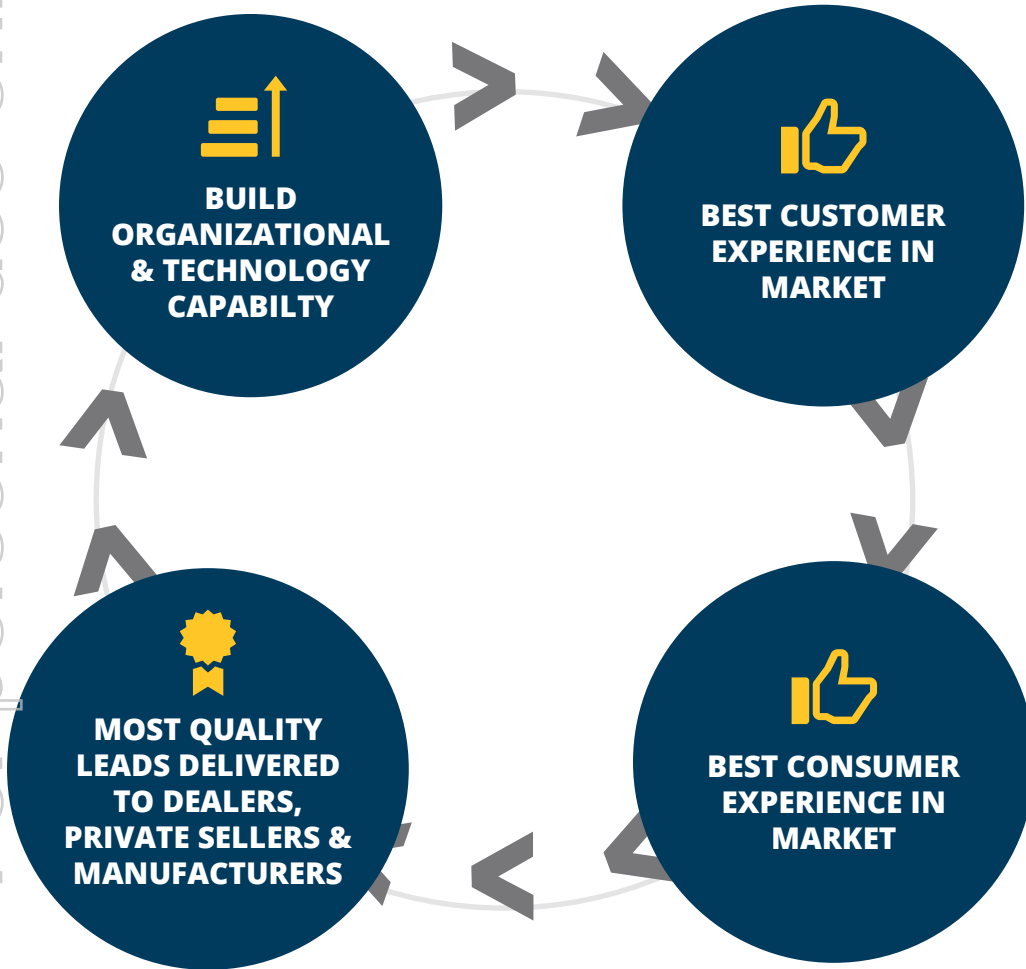 BUILD
ORGANIZATIONAL
& TECHNOLOGY
CAPABILTY
BEST CUSTOMER
EXPERIENCE IN
MARKET
BEST CONSUMER
EXPERIENCE IN
MARKET
MOST QUALITY
LEADS DELIVERED
TO DEALERS,
PRIVATE SELLERS &
MANUFACTURERS